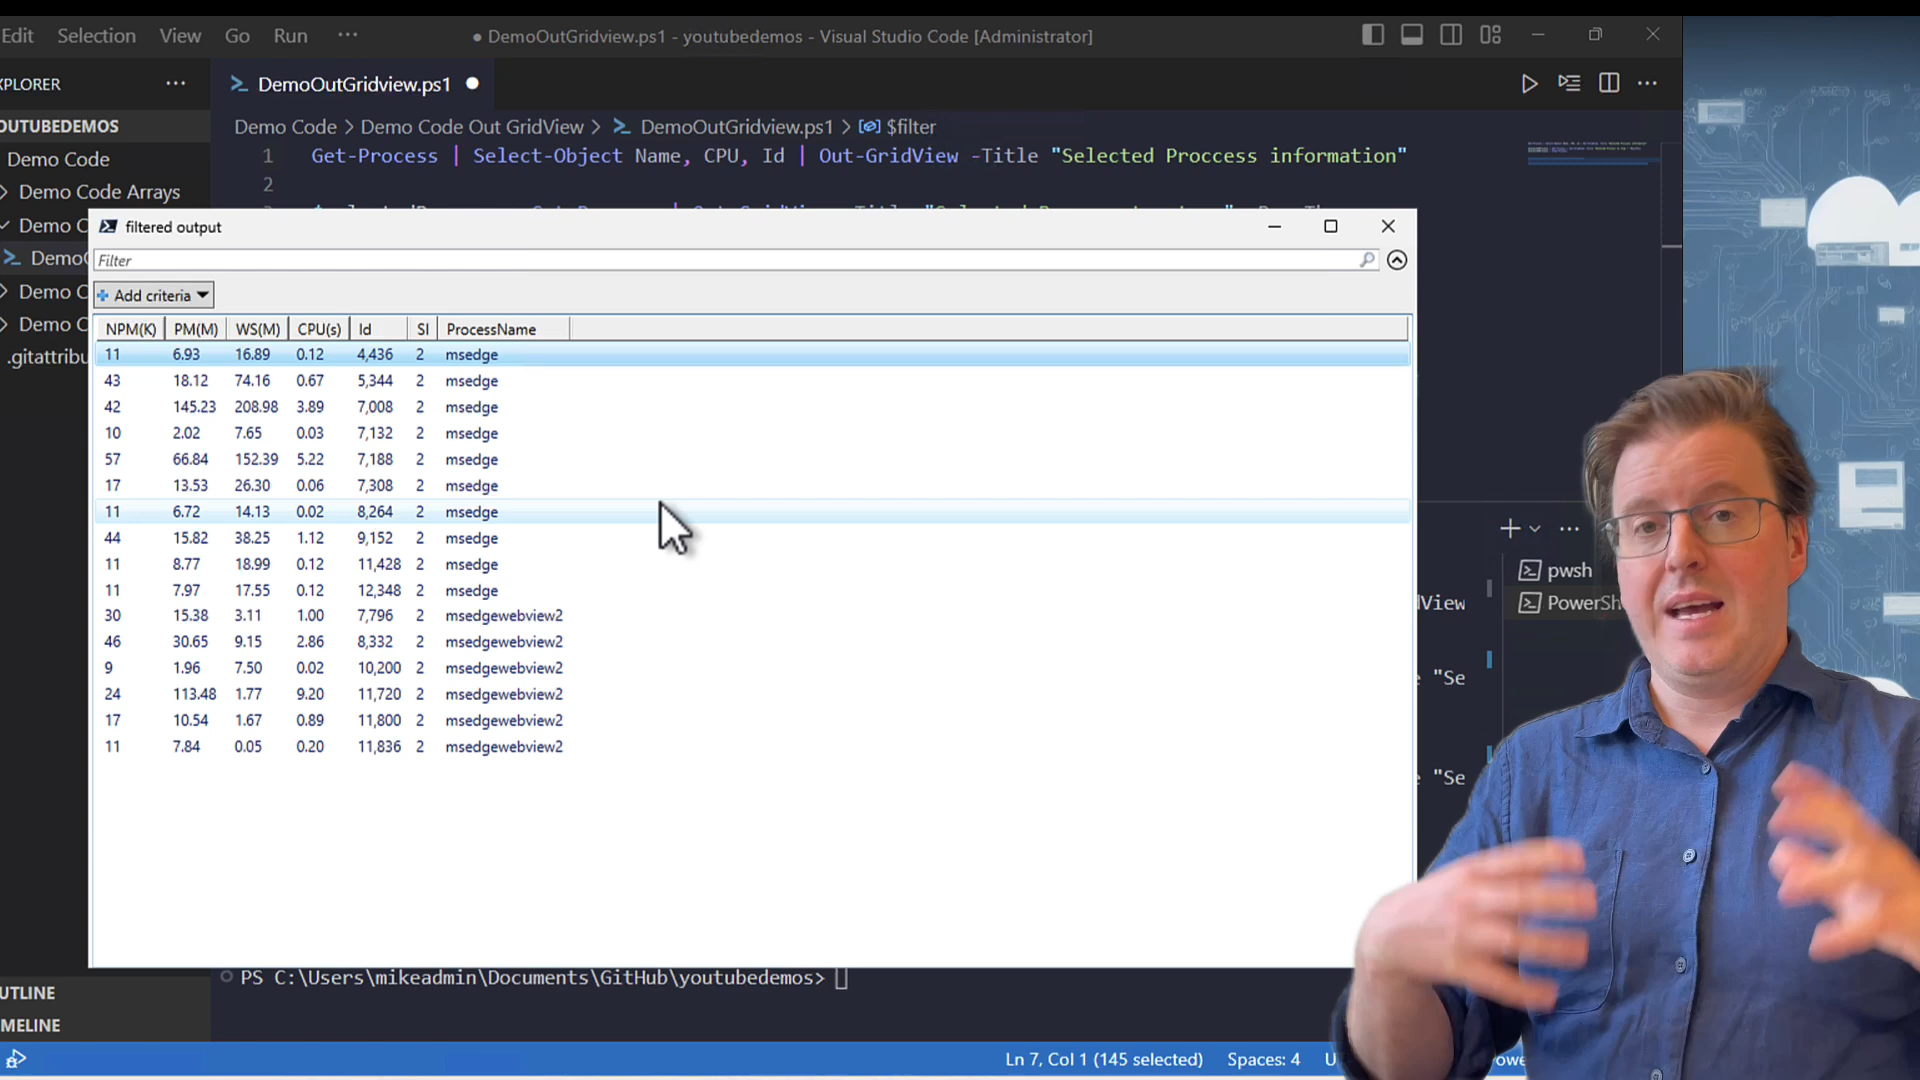 Edit Selection View Go Run ··· ● DemoOutGridview.ps1 - youtubedemos - Visual Studio Code [Administrator]
XPLORER ···
DemoOutGridview.ps1
OUTUBEDEMOS
Demo Code > Demo Code Out GridView > DemoOutGridview.ps1 > $filter
Demo Code
1 Get-Process | Select-Object Name, CPU, Id | Out-GridView -Title "Selected Proccess information"
2
Demo Code Arrays
Demo C
Demo
Demo C
Demo C
.gitattribu
filtered output
Filter
Add criteria
NPM(K) PM(M) WS(M) CPU(s) Id SI ProcessName
11 6.93 16.89 0.12 4,436 2 msedge
43 18.12 74.16 0.67 5,344 2 msedge
42 145.23 208.98 3.89 7,008 2 msedge
10 2.02 7.65 0.03 7,132 2 msedge
57 66.84 152.39 5.22 7,188 2 msedge
17 13.53 26.30 0.06 7,308 2 msedge
11 6.72 14.13 0.02 8,264 2 msedge
44 15.82 38.25 1.12 9,152 2 msedge
11 8.77 18.99 0.12 11,428 2 msedge
11 7.97 17.55 0.12 12,348 2 msedge
30 15.38 3.11 1.00 7,796 2 msedgewebview2
46 30.65 9.15 2.86 8,332 2 msedgewebview2
9 1.96 7.50 0.02 10,200 2 msedgewebview2
24 113.48 1.77 9.20 11,720 2 msedgewebview2
17 10.54 1.67 0.89 11,800 2 msedgewebview2
11 7.84 0.05 0.20 11,836 2 msedgewebview2
pwsh
PowerSh
View
"Se
"Se
PS C:\Users\mikeadmin\Documents\GitHub\youtubedemos>
UTLINE
MELINE
Ln 7, Col 1 (145 selected) Spaces: 4 U